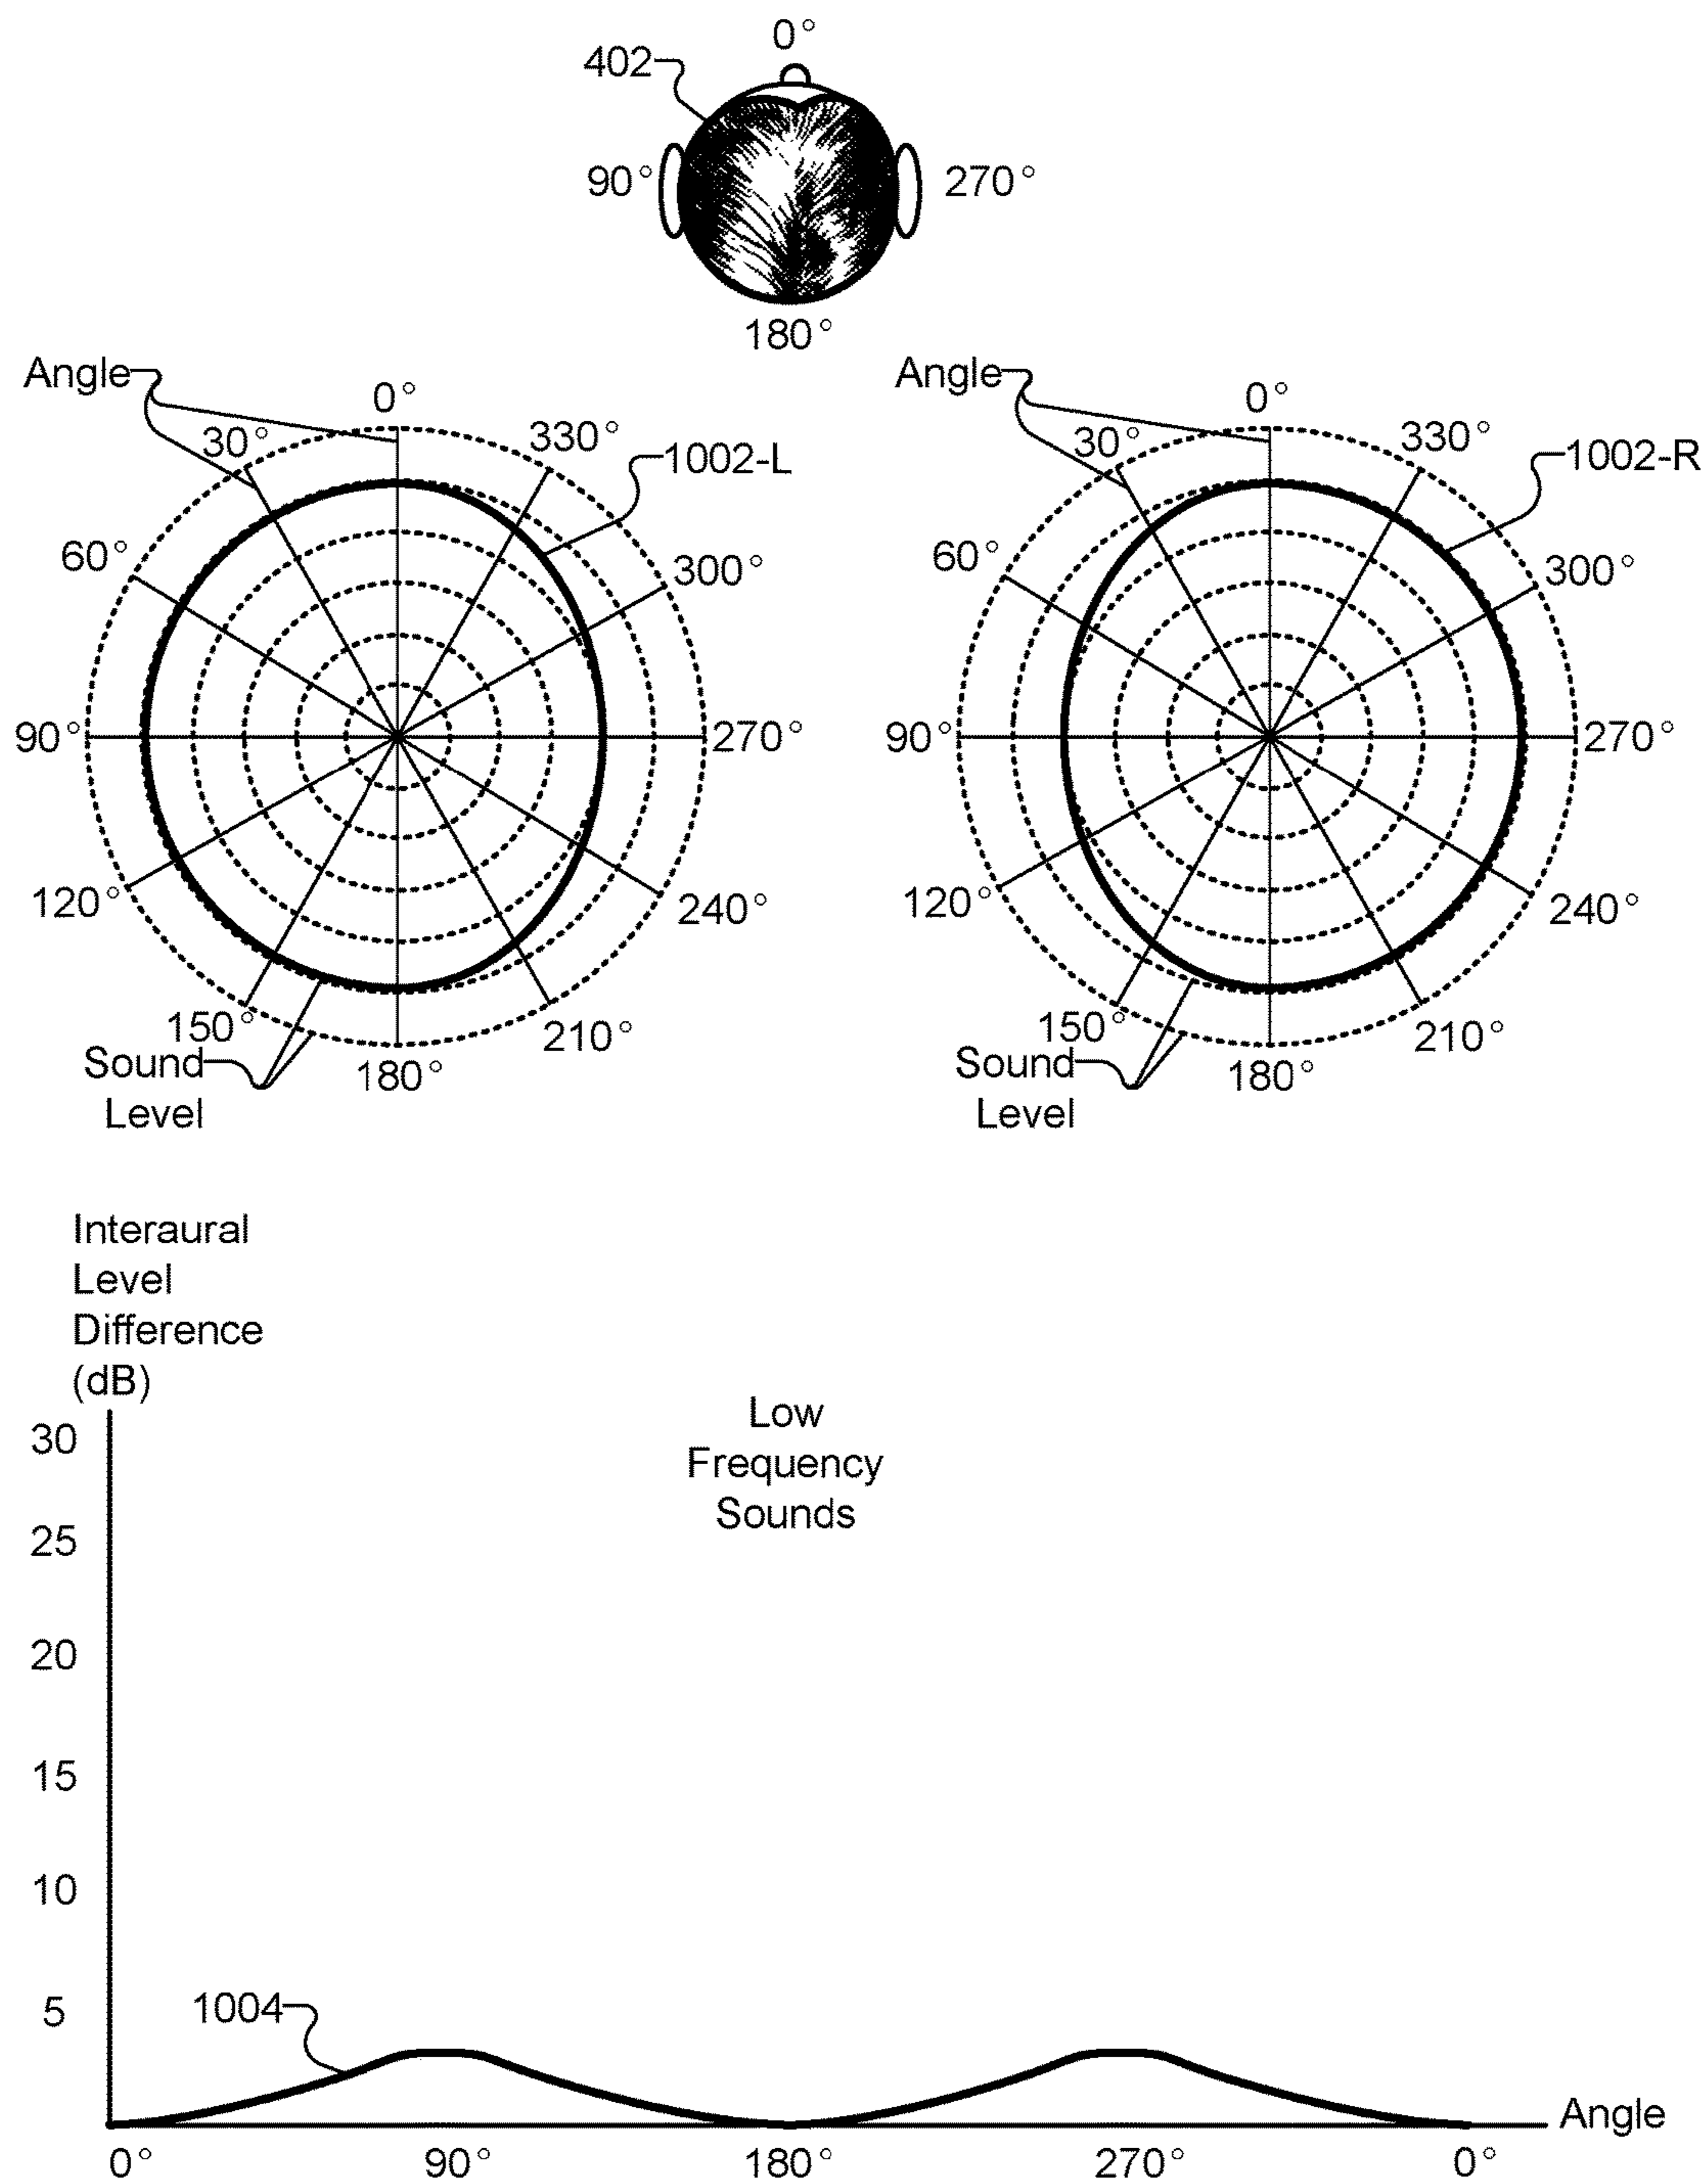 0°
402
90°
270°
180°
Angle
0°
30°
330°
1002-L
60°
300°
90°
270°
120°
240°
150°
210°
Sound
Level
180°
Angle
0°
30°
330°
1002-R
60°
300°
90°
270°
120°
240°
150°
210°
Sound
Level
180°
Interaural
Level
Difference
(dB)
Low
Frequency
Sounds
30
25
20
15
10
5
1004
Angle
0°
90°
180°
270°
0°